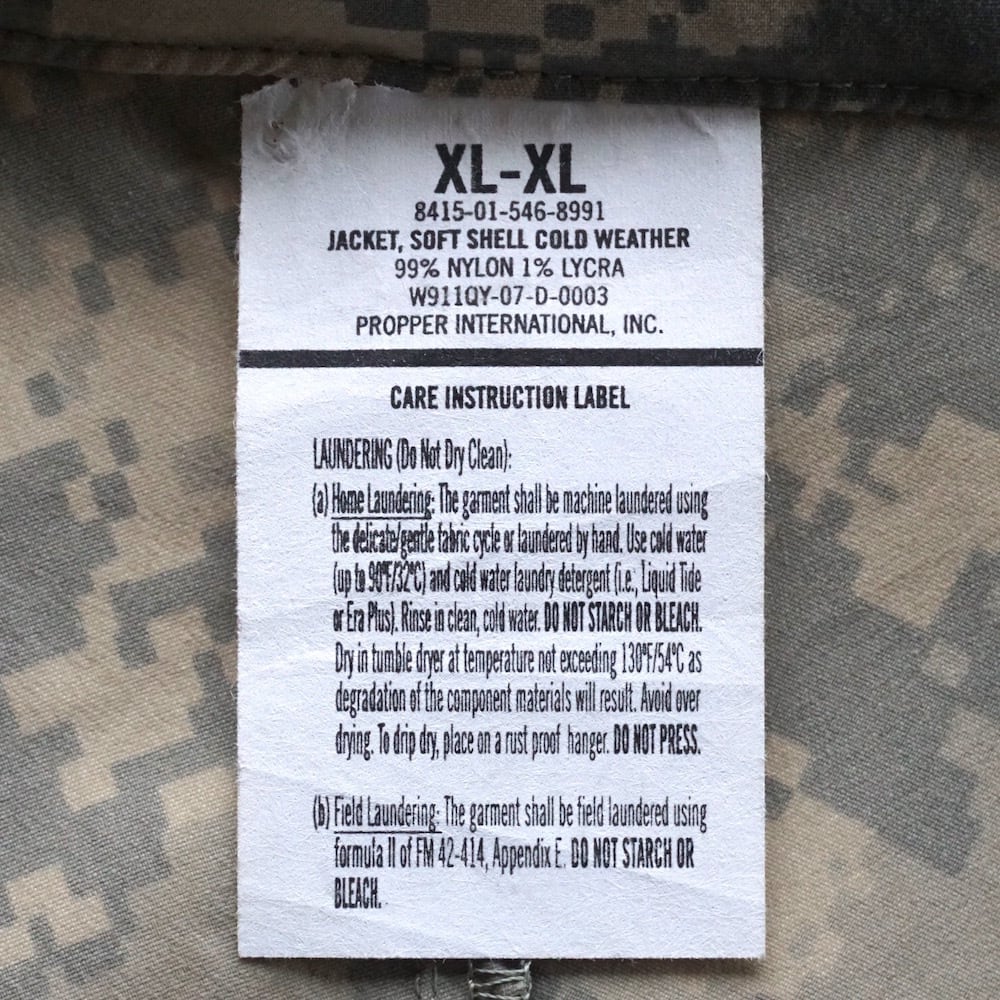 XL-XL
8415-01-546-8991
JACKET, SOFT SHELL COLD WEATHER
99% NYLON 1% LYCRA
W911QY-07-D-0003
PROPPER INTERNATIONAL, INC.
CARE INSTRUCTION LABEL
LAUNDERING (Do Not Dry Clean):
(a) Home Laundering: The garment shall be machine laundered using
the delicate/gentle fabric cycle or laundered by hand. Use cold water
(up to 90°F/32°C) and cold water laundry detergent (i.e., Liquid Tide
or Era Plus). Rinse in clean, cold water. DO NOT STARCH OR BLEACH.
Dry in tumble dryer at temperature not exceeding 130°F/54°C as
degradation of the component materials will result. Avoid over
drying. To drip dry, place on a rust proof hanger. DO NOT PRESS.
(b) Field Laundering: The garment shall be field laundered using
formula II of FM 42-414, Appendix E. DO NOT STARCH OR
BLEACH.